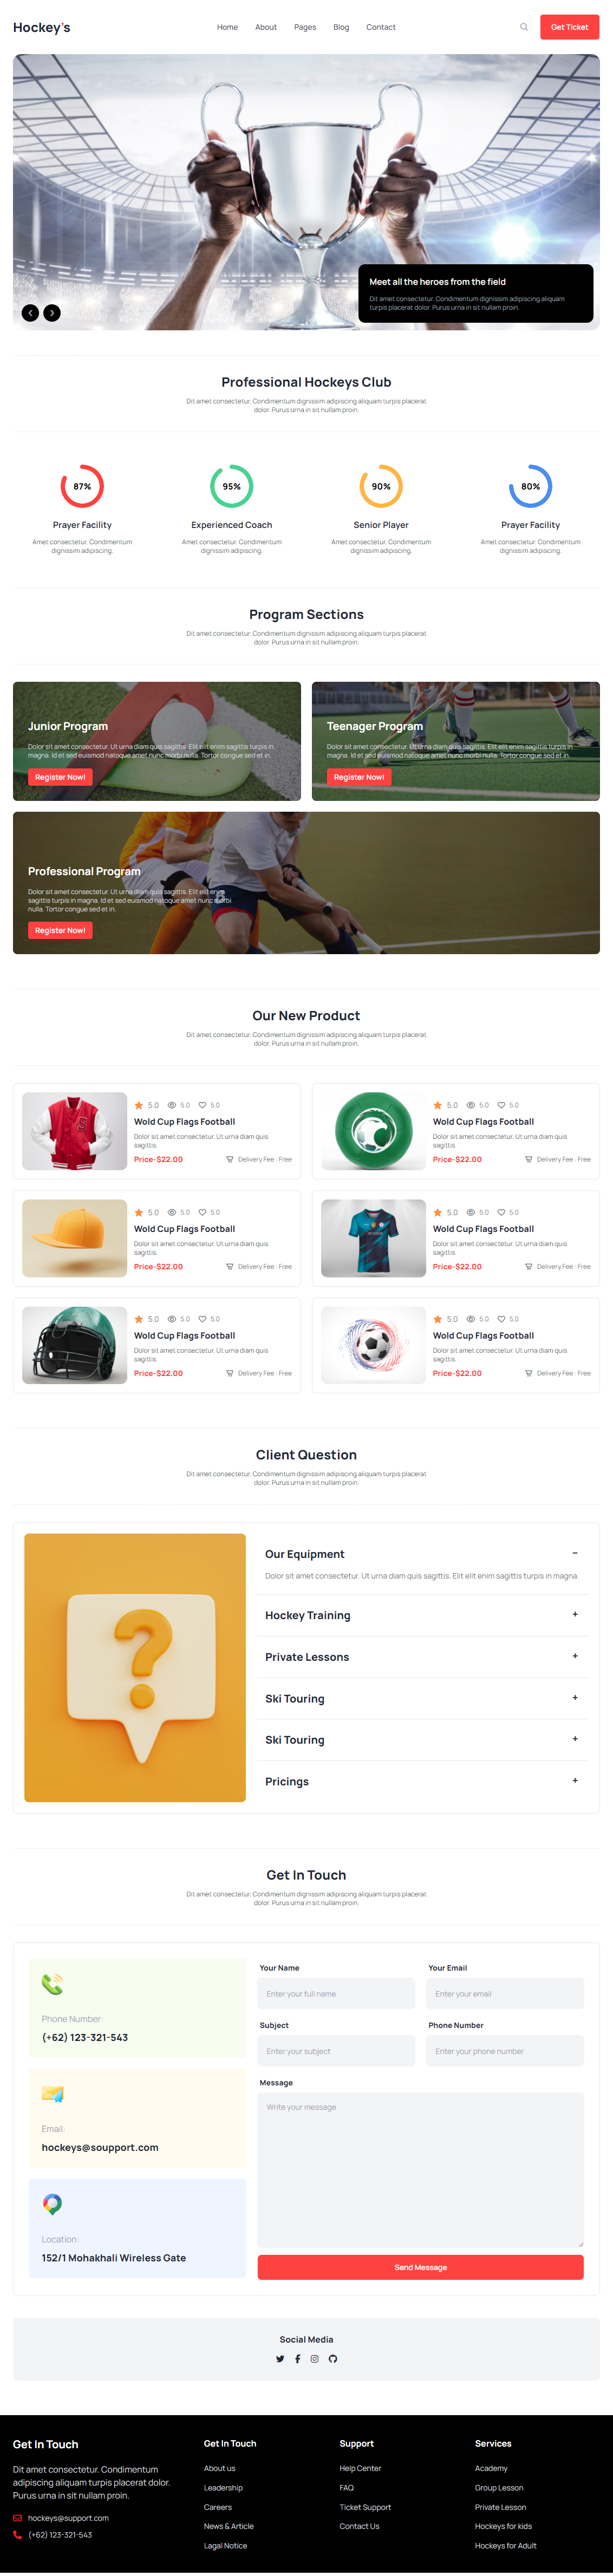 Hockey's
Home
About
Pages
Blog
Contact
Get Ticket
Meet all the heroes from the field
Dit amet consectetur. Condimentum dignissim adipiscing aliquam
turpis placerat dolor. Purus urna in sit nullam proin.
Professional Hockeys Club
Dit amet consectetur. Condimentum dignissim adipiscing aliquam turpis placerat
dolor. Purus urna in sit nullam proin.
87%
95%
90%
80%
Prayer Facility
Experienced Coach
Senior Player
Prayer Facility
Amet consectetur. Condimentum
dignissim adipiscing.
Amet consectetur. Condimentum
dignissim adipiscing.
Amet consectetur. Condimentum
dignissim adipiscing.
Amet consectetur. Condimentum
dignissim adipiscing.
Program Sections
Dit amet consectetur. Condimentum dignissim adipiscing aliquam turpis placerat
dolor. Purus urna in sit nullam proin.
Junior Program
Dolor sit amet consectetur. Ut urna diam quis sagittis. Elit elit enim sagittis turpis in
magna. Id et sed euismod natoque amet nunc morbi nulla. Tortor congue sed et in.
Register Now!
Teenager Program
Dolor sit amet consectetur. Ut urna diam quis sagittis. Elit elit enim sagittis turpis in
magna. Id et sed euismod natoque amet nunc morbi nulla. Tortor congue sed et in.
Register Now!
Professional Program
Dolor sit amet consectetur. Ut urna diam quis sagittis. Elit elit enim
sagittis turpis in magna. Id et sed euismod natoque amet nunc morbi
nulla. Tortor congue sed et in.
Register Now!
Our New Product
Dit amet consectetur. Condimentum dignissim adipiscing aliquam turpis placerat
dolor. Purus urna in sit nullam proin.
S
5.0 5.0 5.0
Wold Cup Flags Football
Dolor sit amet consectetur. Ut urna diam quis
sagittis.
Price-$22.00
Delivery Fee : Free
5.0 5.0 5.0
Wold Cup Flags Football
Dolor sit amet consectetur. Ut urna diam quis
sagittis.
Price-$22.00
Delivery Fee : Free
5.0 5.0 5.0
Wold Cup Flags Football
Dolor sit amet consectetur. Ut urna diam quis
sagittis.
Price-$22.00
Delivery Fee : Free
5.0 5.0 5.0
Wold Cup Flags Football
Dolor sit amet consectetur. Ut urna diam quis
sagittis.
Price-$22.00
Delivery Fee : Free
5.0 5.0 5.0
Wold Cup Flags Football
Dolor sit amet consectetur. Ut urna diam quis
sagittis.
Price-$22.00
Delivery Fee : Free
5.0 5.0 5.0
Wold Cup Flags Football
Dolor sit amet consectetur. Ut urna diam quis
sagittis.
Price-$22.00
Delivery Fee : Free
Client Question
Dit amet consectetur. Condimentum dignissim adipiscing aliquam turpis placerat
dolor. Purus urna in sit nullam proin.
?
Our Equipment
Dolor sit amet consectetur. Ut urna diam quis sagittis. Elit elit enim sagittis turpis in magna.
Hockey Training
Private Lessons
Ski Touring
Ski Touring
Pricings
Get In Touch
Dit amet consectetur. Condimentum dignissim adipiscing aliquam turpis placerat
dolor. Purus urna in sit nullam proin.
Phone Number:
(+62) 123-321-543
Email:
hockeys@soupport.com
Location:
152/1 Mohakhali Wireless Gate
Your Name
Enter your full name
Your Email
Enter your email
Subject
Enter your subject
Phone Number
Enter your phone number
Message
Write your message
Send Message
Social Media
Get In Touch
Dit amet consectetur. Condimentum
adipiscing aliquam turpis placerat dolor.
Purus urna in sit nullam proin.
hockeys@support.com
(+62) 123-321-543
Get In Touch
About us
Leadership
Careers
News & Article
Lagal Notice
Support
Help Center
FAQ
Ticket Support
Contact Us
Services
Academy
Group Lesson
Private Lesson
Hockeys for kids
Hockeys for Adult